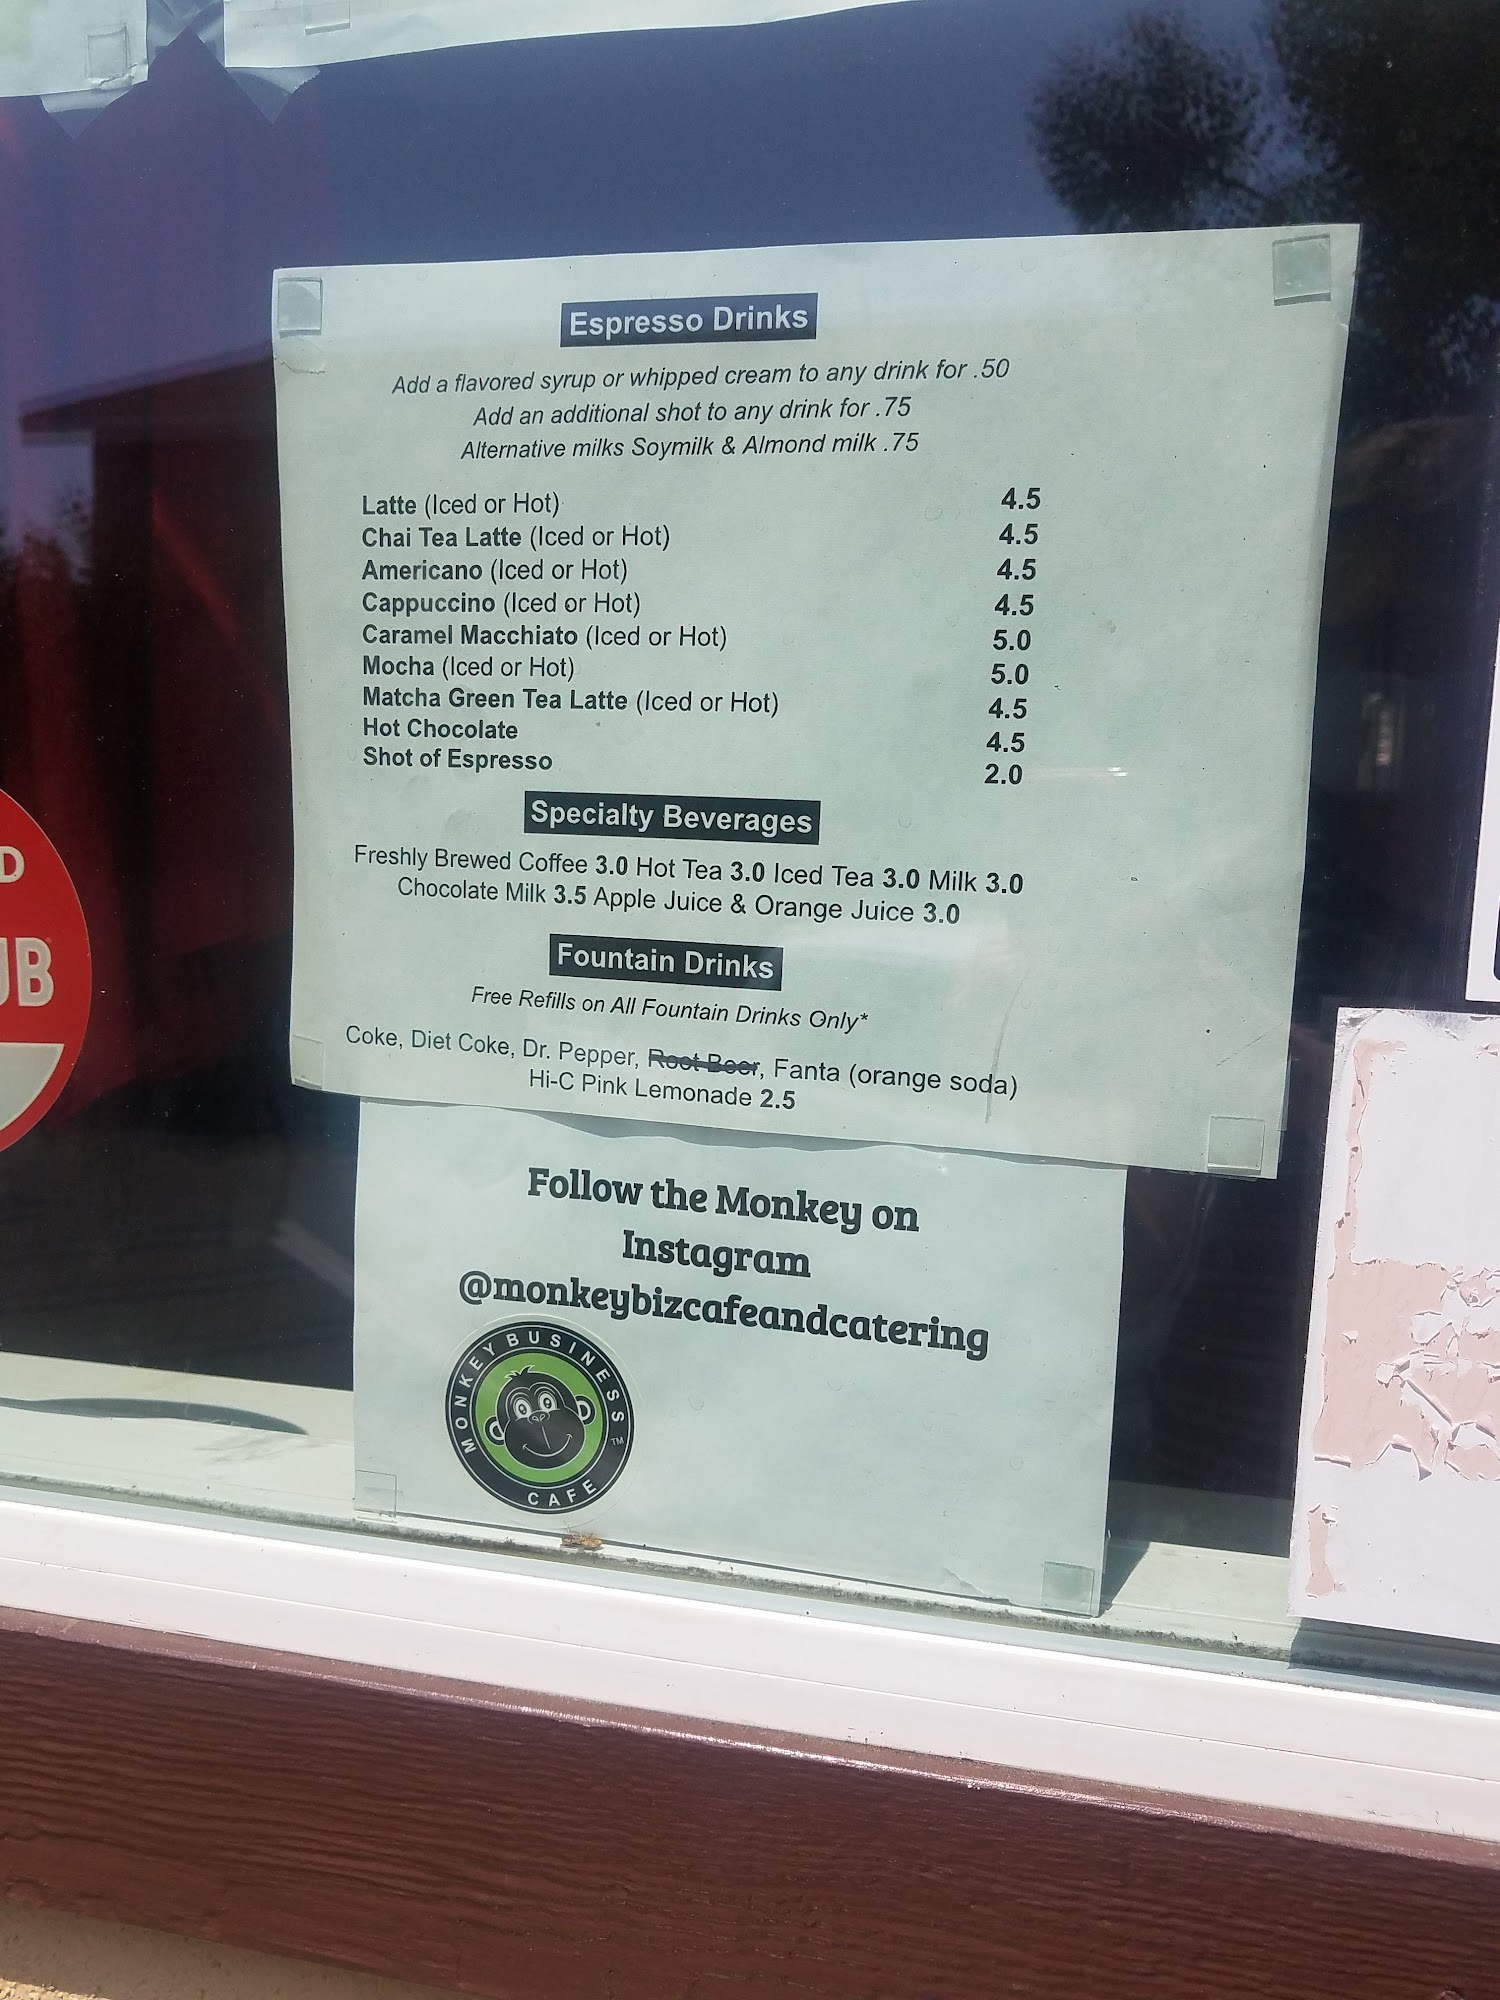 Espresso Drinks
Add a flavored syrup or whipped cream to any drink for .50
Add an additional shot to any drink for .75
Alternative milks Soymilk & Almond milk .75
Latte (Iced or Hot) 4.5
Chai Tea Latte (Iced or Hot) 4.5
Americano (Iced or Hot) 4.5
Cappuccino (Iced or Hot) 4.5
Caramel Macchiato (Iced or Hot) 5.0
Mocha (Iced or Hot) 5.0
Matcha Green Tea Latte (Iced or Hot) 4.5
Hot Chocolate 4.5
Shot of Espresso 2.0
Specialty Beverages
Freshly Brewed Coffee 3.0 Hot Tea 3.0 Iced Tea 3.0 Milk 3.0
Chocolate Milk 3.5 Apple Juice & Orange Juice 3.0
Fountain Drinks
Free Refills on All Fountain Drinks Only*
Coke, Diet Coke, Dr. Pepper, Root Beer, Fanta (orange soda)
Hi-C Pink Lemonade 2.5
Follow the Monkey on
Instagram
@monkeybizcafeandcatering
MONKEY BUSINESS TM
CAFE
D
UB